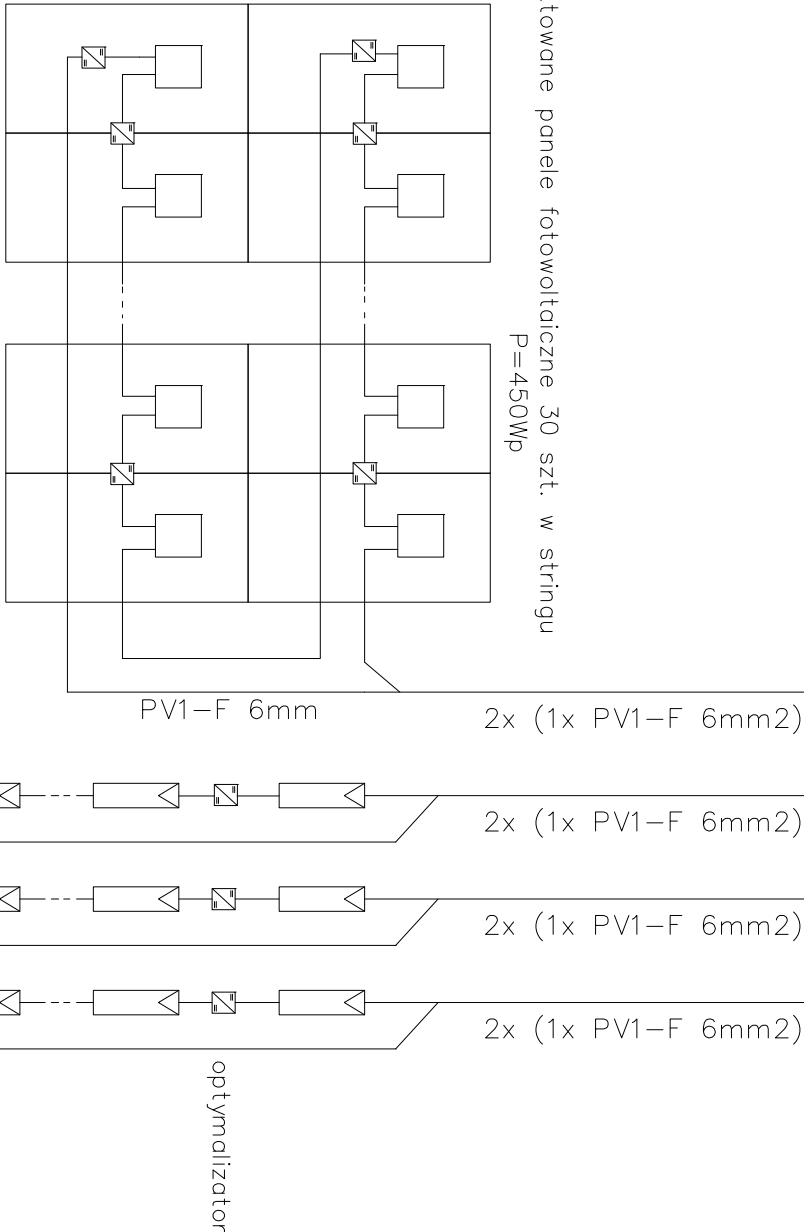 panele fotowoltaiczne 30 szt. w stringu
P=450Wp
PV1-F 6mm
2x (1x PV1-F 6mm2)
2x (1x PV1-F 6mm2)
2x (1x PV1-F 6mm2)
2x (1x PV1-F 6mm2)
optymalizator